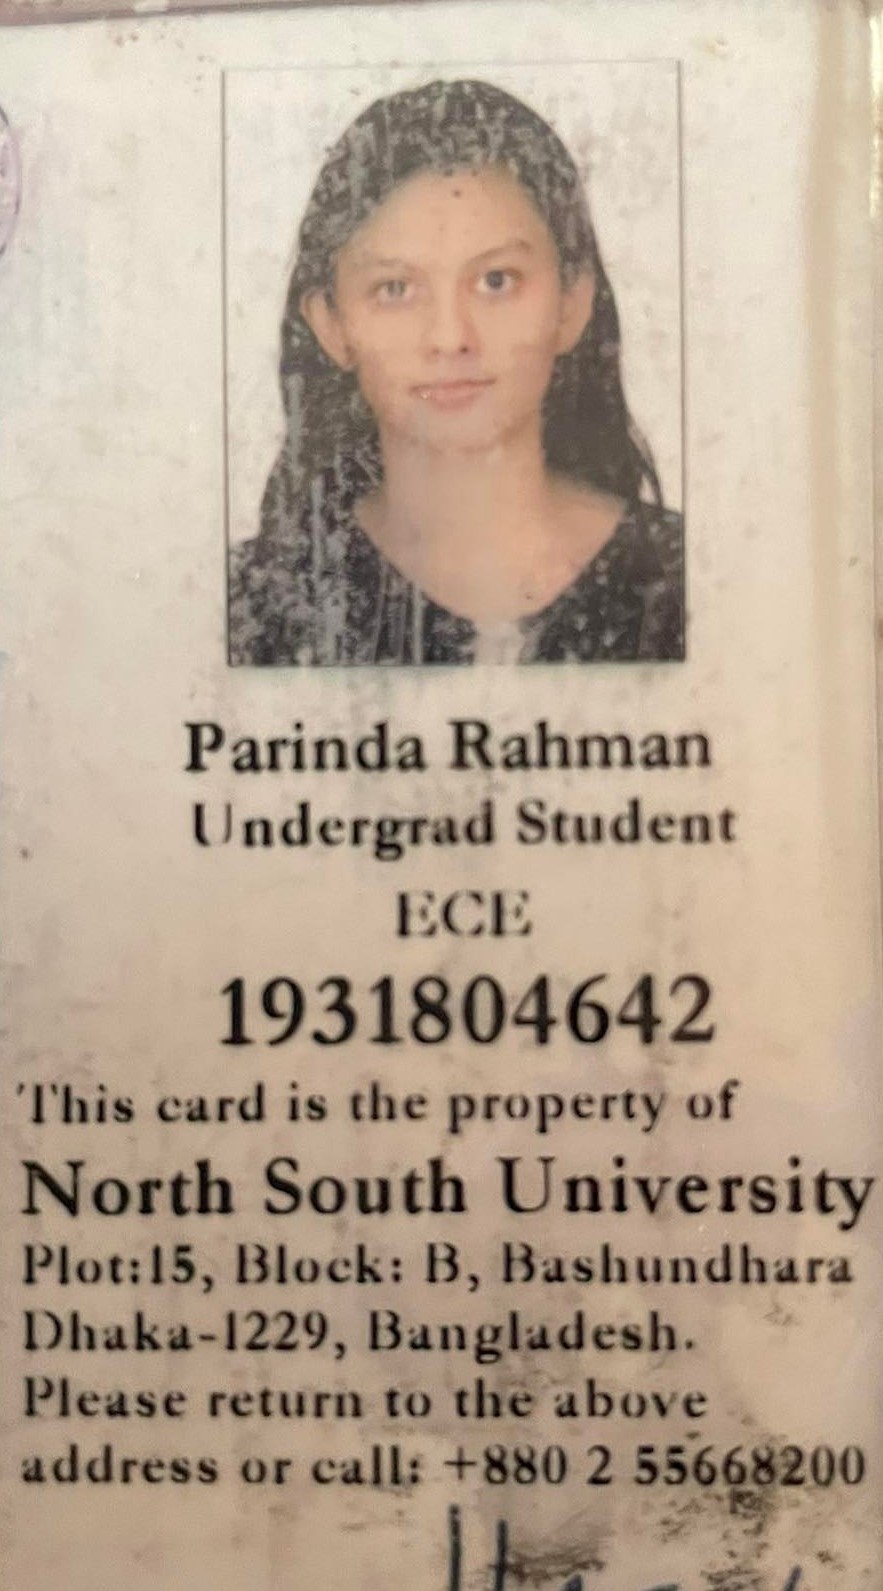 Parinda Rahman
Undergrad Student
ECE
1931804642
This card is the property of
North South University
Plot:15, Block: B, Bashundhara
Dhaka-1229, Bangladesh.
Please return to the above
address or call: +880 2 55668200